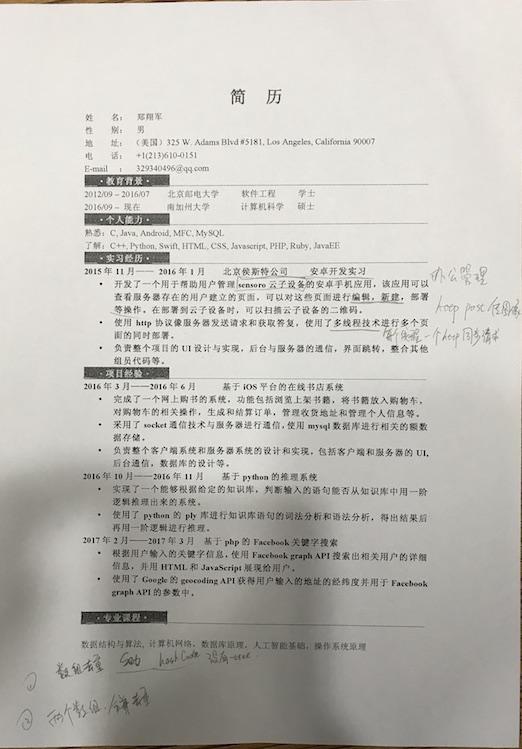 简 历
姓 名: 郑翔军
性 别: 男
地 址: （美国）325 W. Adams Blvd #5181, Los Angeles, California 90007
电 话: +1(213)610-0151
E-mail : 329340496@qq.com
·教育背景·
2012/09－2016/07 北京邮电大学 软件工程 学士
2016/09－现在 南加州大学 计算机科学 硕士
·个人能力·
熟悉: C, Java, Android, MFC, MySQL
了解: C++, Python, Swift, HTML, CSS, Javascript, PHP, Ruby, JavaEE
·实习经历·
2015 年 11 月—— 2016 年 1 月 北京侯斯特公司 安卓开发实习
• 开发了一个用于帮助用户管理 sensoro 云子设备的安卓手机应用，该应用可以
查看服务器存在的用户建立的页面，可以对这些页面进行编辑，新建，部署
等操作。在部署到云子设备时，可以扫描云子设备的二维码。
• 使用 http 协议像服务器发送请求和获取答复，使用了多线程技术进行多个页
面的同时部署。
• 负责整个项目的 UI 设计与实现，后台与服务器的通信，界面跳转，整合其他
组员代码等。
办公管理
http post
一个http同步请求
·项目经验·
2016 年 3 月——2016 年 6 月 基于 iOS 平台的在线书店系统
• 完成了一个网上购书的系统，功能包括浏览上架书籍，将书籍放入购物车，
对购物车的相关操作，生成和结算订单，管理收货地址和管理个人信息等。
• 采用了 socket 通信技术与服务器进行通信，使用 mysql 数据库进行相关的额数
据存储。
• 负责整个客户端系统和服务器系统的设计和实现，包括客户端和服务器的 UI,
后台通信，数据库的设计等。
2016 年 10 月——2016 年 11 月 基于 python 的推理系统
• 实现了一个能够根据给定的知识库，判断输入的语句能否从知识库中用一阶
逻辑推理出来的系统。
• 使用了 python 的 ply 库进行知识库语句的词法分析和语法分析，得出结果后
再用一阶逻辑进行推理。
2017 年 2 月——2017 年 3 月 基于 php 的 Facebook 关键字搜索
• 根据用户输入的关键字信息，使用 Facebook graph API 搜索出相关用户的详细
信息，并用 HTML 和 JavaScript 展现给用户。
• 使用了 Google 的 geocoding API 获得用户输入的地址的经纬度并用于 Facebook
graph API 的参数中。
·专业课程·
数据结构与算法, 计算机网络，数据库原理，人工智能基础，操作系统原理
① 数组去重 Set hashCode 没有
② 两个数组，去重